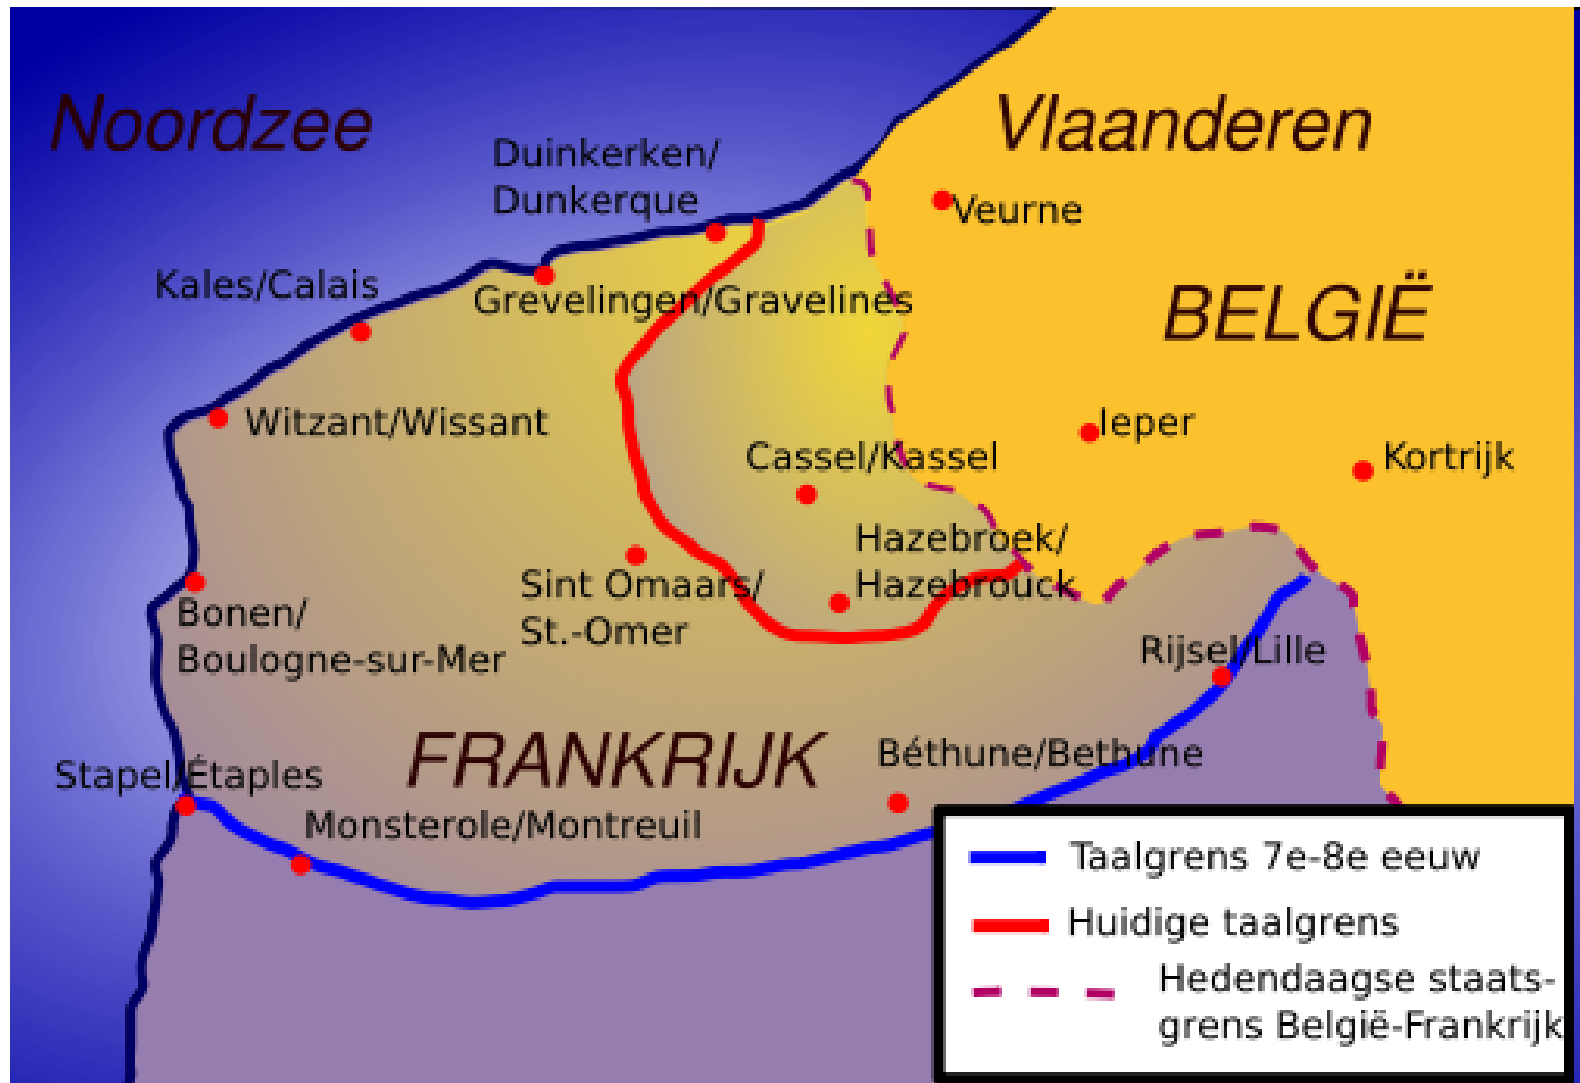 Noordzee
Vlaanderen
Duinkerken/
Dunkerque
Veurne
Kales/Calais
Grevelingen/Gravelines
BELGIË
Witzant/Wissant
Ieper
Cassel/Kassel
Kortrijk
Hazebroek/
Hazebrouck
Sint Omaars/
St.-Omer
Bonen/
Boulogne-sur-Mer
Rijsel/Lille
FRANKRIJK
Béthune/Bethune
Stapel/Étaples
Monsterole/Montreuil
Taalgrens 7e-8e eeuw
Huidige taalgrens
Hedendaagse staats-
grens België-Frankrijk